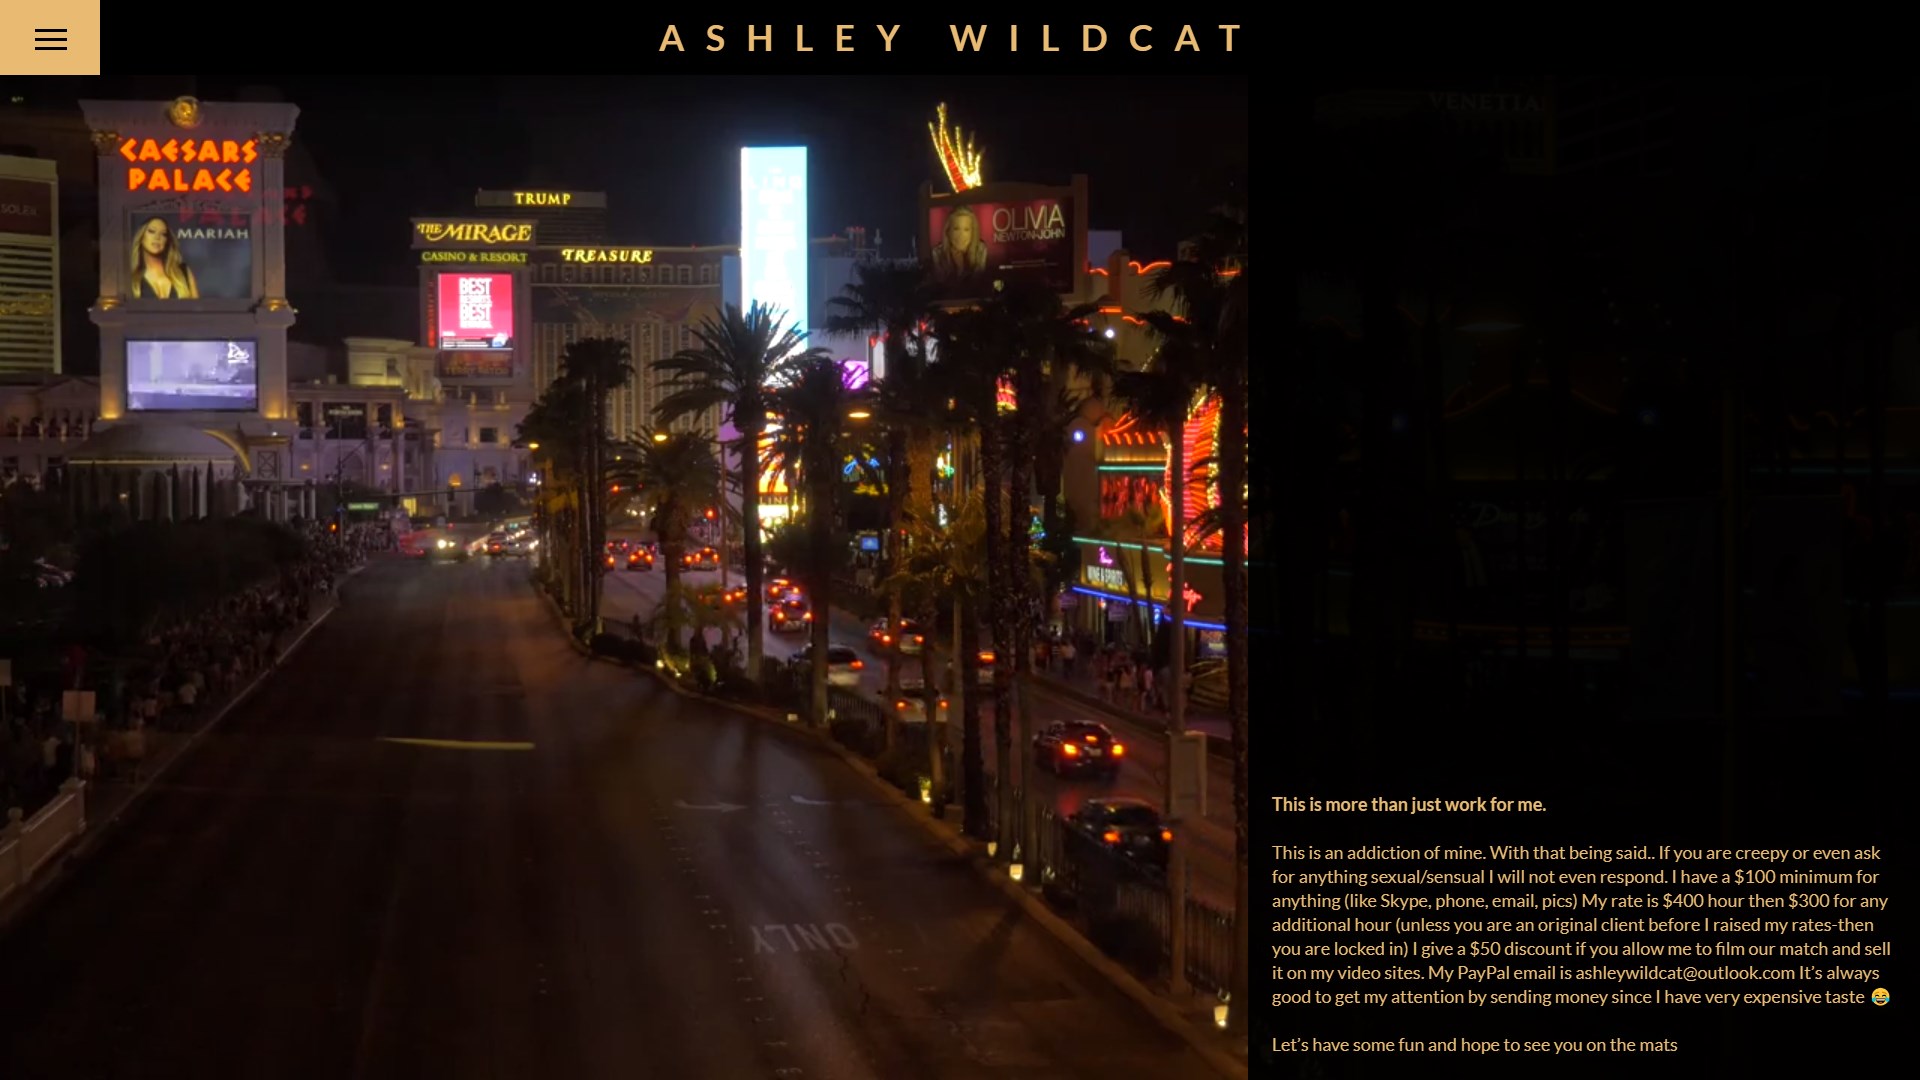 ASHLEY WILDCAT
CAESARS
PALACE
MARIAH
SOLEX
TRUMP
THE MIRAGE
CASINO & RESORT
TREASURE
BEST
BEST
OLIVIA
NEWTON-JOHN
WINE & SPIRITS
ONLY
VENETIA
This is more than just work for me.
This is an addiction of mine. With that being said.. If you are creepy or even ask
for anything sexual/sensual I will not even respond. I have a $100 minimum for
anything (like Skype, phone, email, pics) My rate is $400 hour then $300 for any
additional hour (unless you are an original client before I raised my rates-then
you are locked in) I give a $50 discount if you allow me to film our match and sell
it on my video sites. My PayPal email is ashleywildcat@outlook.com It’s always
good to get my attention by sending money since I have very expensive taste 😂
Let’s have some fun and hope to see you on the mats